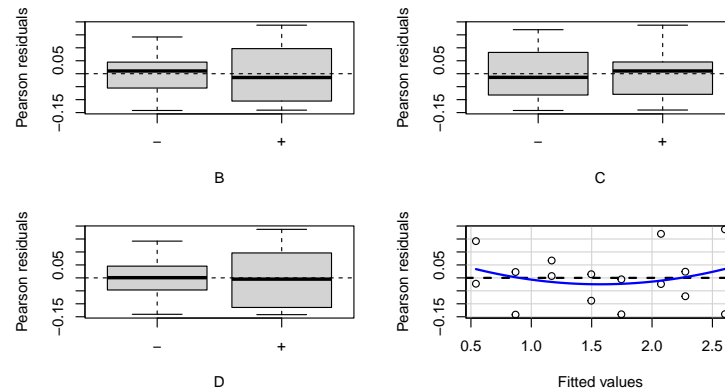 Pearson residuals
0.05
−0.15
−
+
B
Pearson residuals
0.05
−0.15
−
+
C
Pearson residuals
0.05
−0.15
−
+
D
Pearson residuals
0.05
−0.15
0.5 1.0 1.5 2.0 2.5
Fitted values